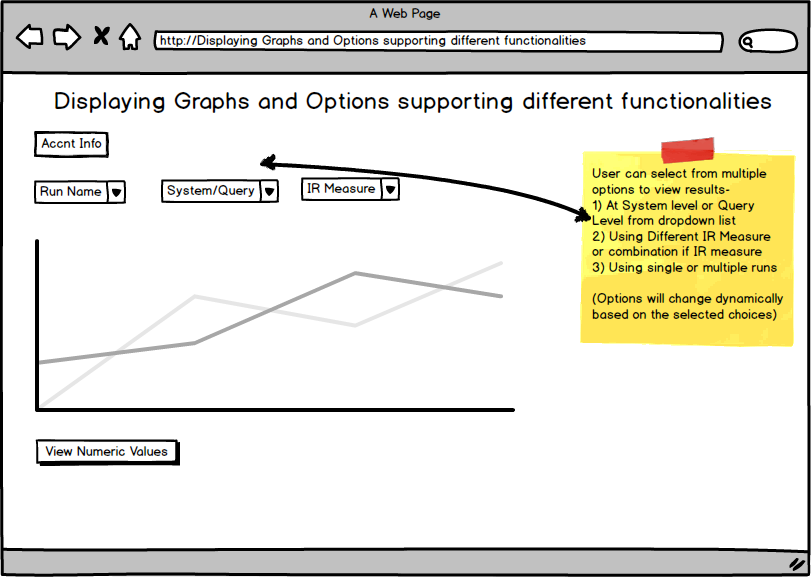 A Web Page
http://Displaying Graphs and Options supporting different functionalities
Displaying Graphs and Options supporting different functionalities
Accnt Info
Run Name
System/Query
IR Measure
User can select from multiple
options to view results-
1) At System level or Query
Level from dropdown list
2) Using Different IR Measure
or combination if IR measure
3) Using single or multiple runs
(Options will change dynamically
based on the selected choices)
View Numeric Values